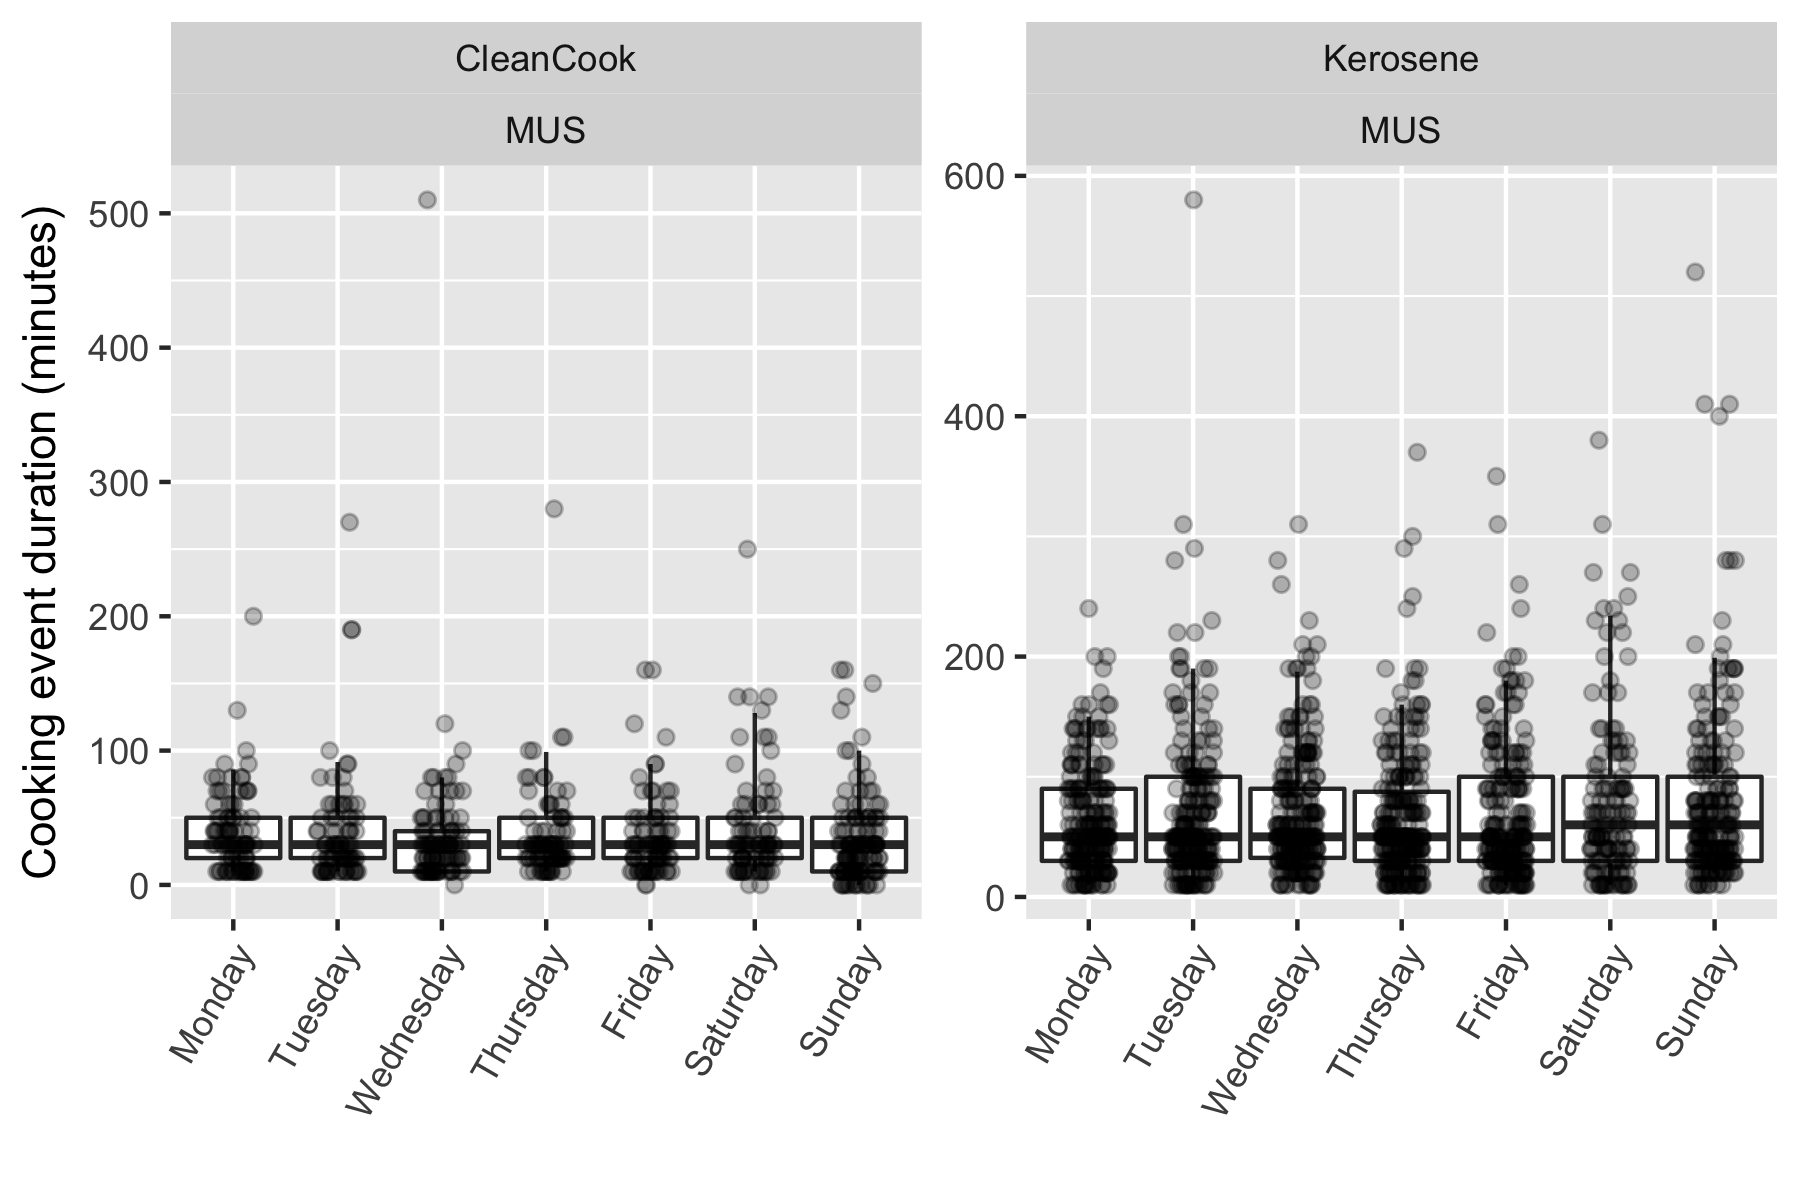 CleanCook
MUS
Kerosene
MUS
Cooking event duration (minutes)
500
400
300
200
100
0
600
400
200
0
Monday
Tuesday
Wednesday
Thursday
Friday
Saturday
Sunday
Monday
Tuesday
Wednesday
Thursday
Friday
Saturday
Sunday